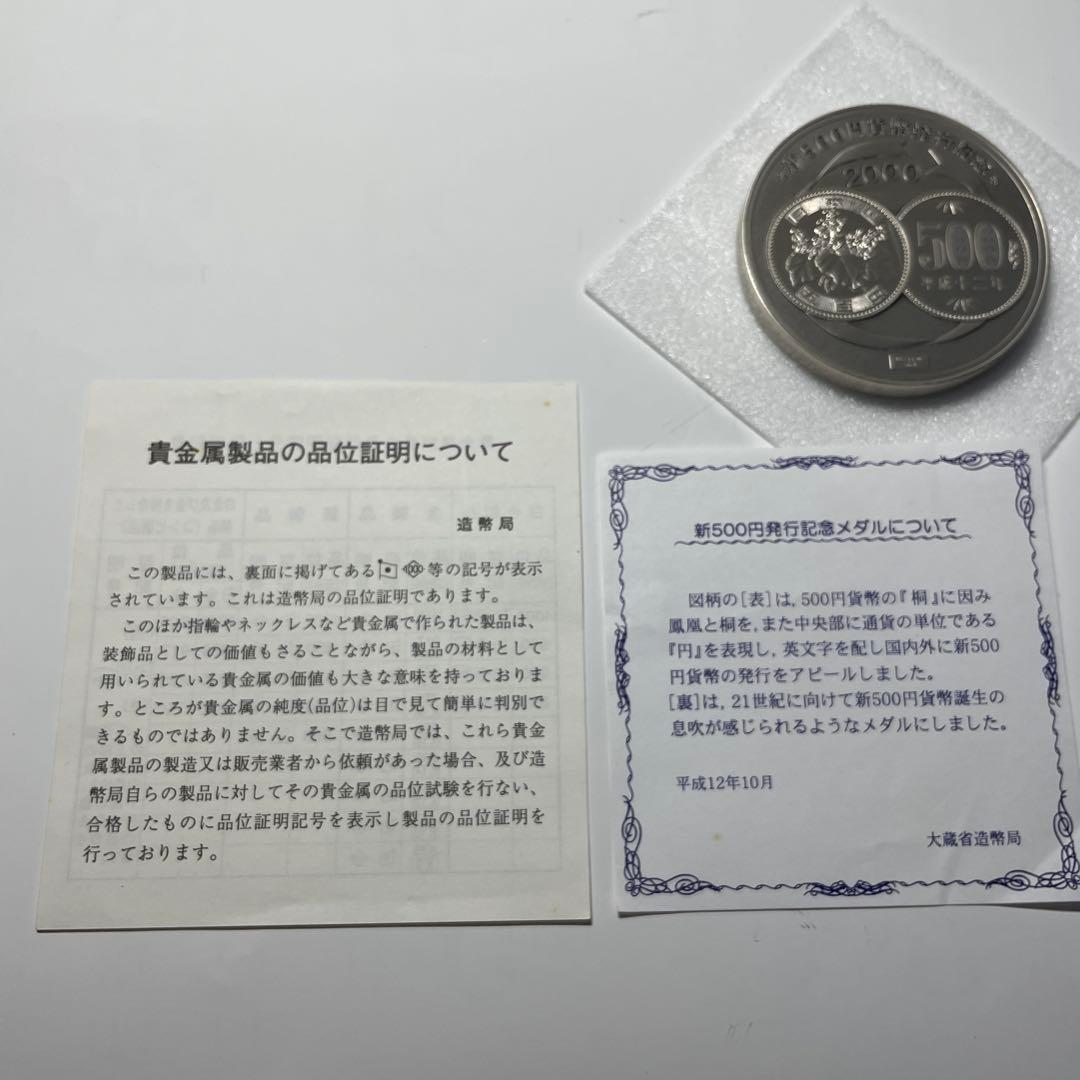 新500円貨幣発行記念
2000
日本国
五百円
500
平成十二年
貴金属製品の品位証明について
造幣局
この製品には、裏面に掲げてある 等の記号が表示
されています。これは造幣局の品位証明であります。
このほか指輪やネックレスなど貴金属で作られた製品は、
装飾品としての価値もさることながら、製品の材料として
用いられている貴金属の価値も大きな意味を持っておりま
す。ところが貴金属の純度(品位)は目で見て簡単に判別で
きるものではありません。そこで造幣局では、これら貴金
属製品の製造又は販売業者から依頼があった場合、及び造
幣局自らの製品に対してその貴金属の品位試験を行ない、
合格したものに品位証明記号を表示し製品の品位証明を
行っております。
新500円発行記念メダルについて
図柄の[表]は,500円貨幣の『桐』に因み
鳳凰と桐を,また中央部に通貨の単位である
『円』を表現し,英文字を配し国内外に新500
円貨幣の発行をアピールしました。
[裏]は,21世紀に向けて新500円貨幣誕生の
息吹が感じられるようなメダルにしました。
平成12年10月
大蔵省造幣局